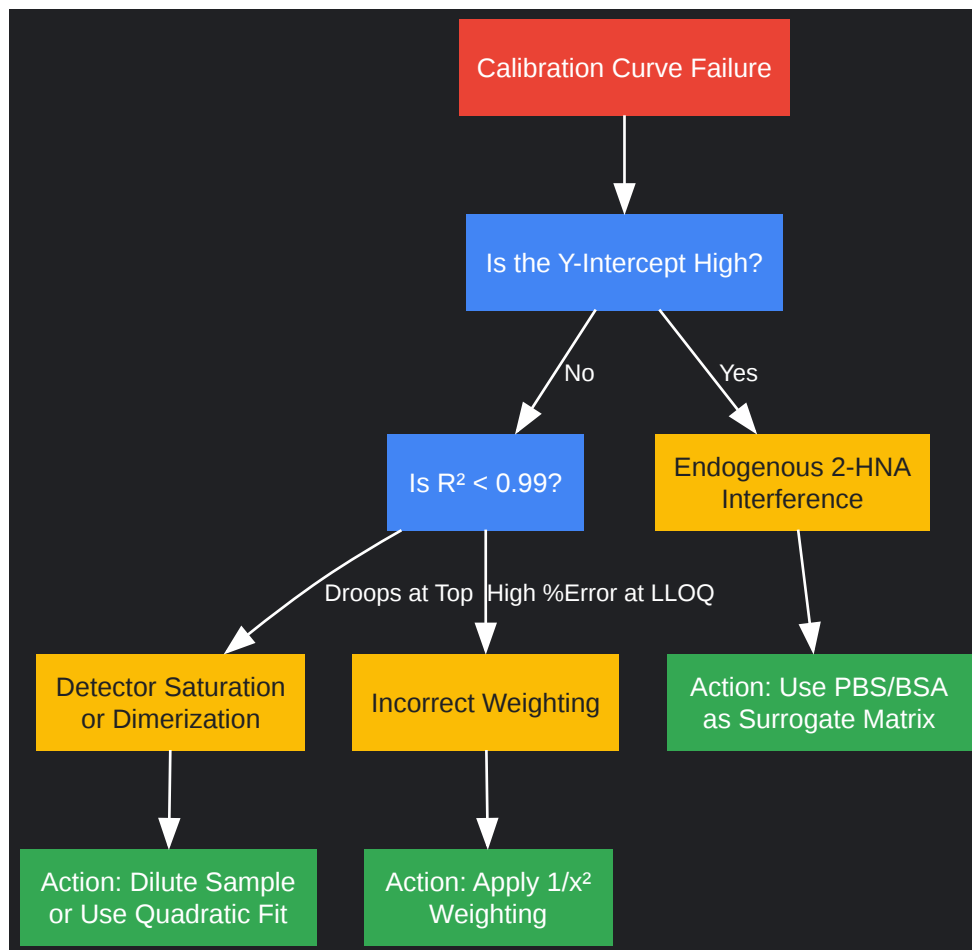 Calibration Curve Failure
Is the Y-Intercept High?
No
Yes
Is R² < 0.99?
Endogenous 2-HNA
Interference
Droops at Top
High %Error at LLOQ
Detector Saturation
or Dimerization
Incorrect Weighting
Action: Use PBS/BSA
as Surrogate Matrix
Action: Dilute Sample
or Use Quadratic Fit
Action: Apply 1/x²
Weighting